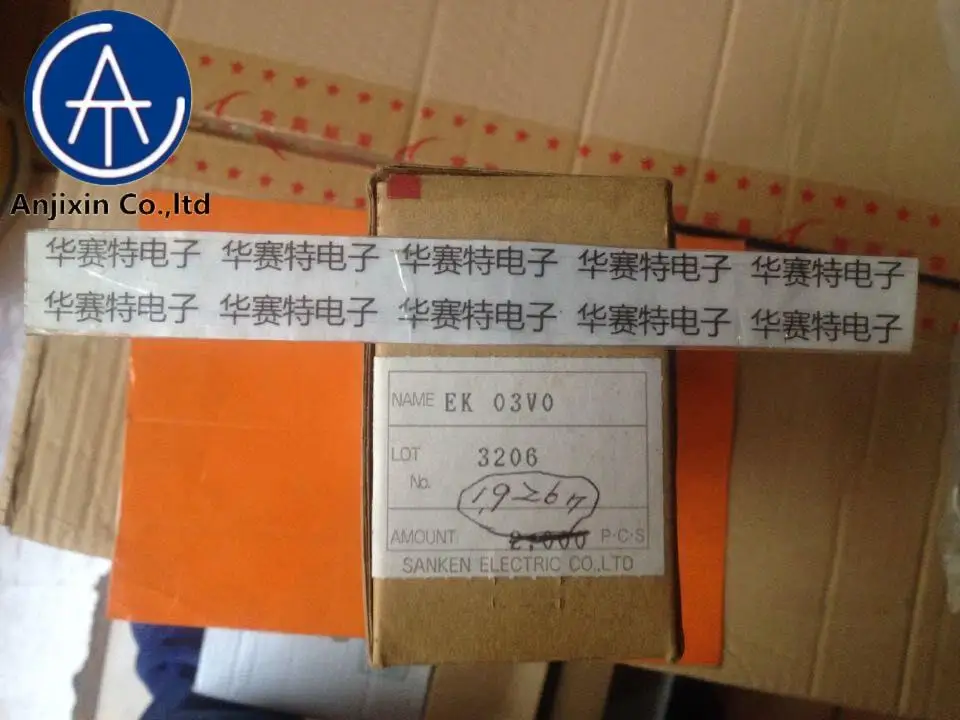 Anjixin Co.,ltd
华赛特电子 华赛特电子 华赛特电子 华赛特电子 华赛特电子
华赛特电子 华赛特电子 华赛特电子 华赛特电子 华赛特电子
NAME EK 03V0
LOT 3206
No.
AMOUNT 2,000 P·C·S
SANKEN ELECTRIC CO.,LTD